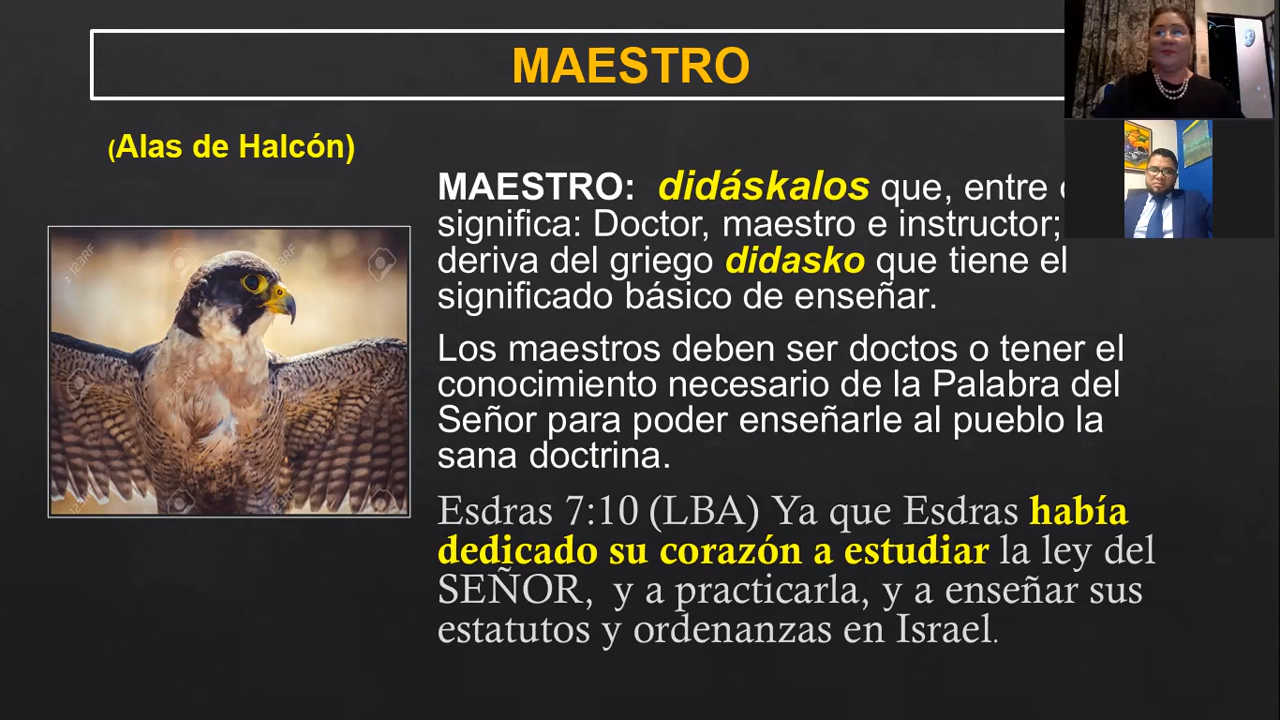 MAESTRO
(Alas de Halcón)
MAESTRO: didáskalos que, entre
significa: Doctor, maestro e instructor;
deriva del griego didasko que tiene el
significado básico de enseñar.
Los maestros deben ser doctos o tener el
conocimiento necesario de la Palabra del
Señor para poder enseñarle al pueblo la
sana doctrina.
Esdras 7:10 (LBA) Ya que Esdras había
dedicado su corazón a estudiar la ley del
SEÑOR, y a practicarla, y a enseñar sus
estatutos y ordenanzas en Israel.
123RF